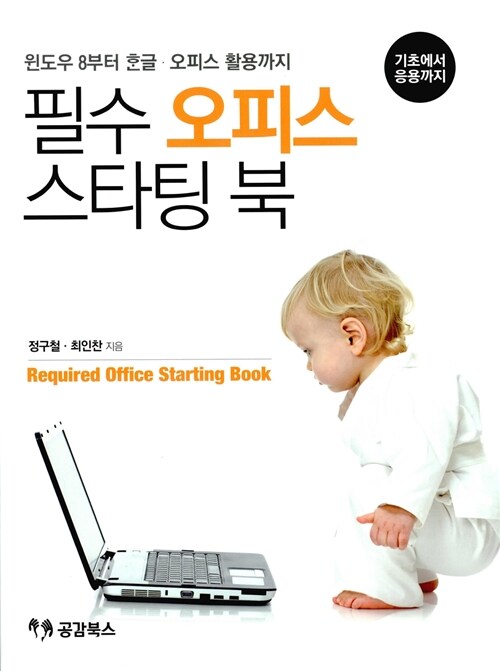 윈도우 8부터 한글 · 오피스 활용까지
기초에서
응용까지
필수 오피스
스타팅 북
정구철 · 최인찬 지음
Required Office Starting Book
공감북스